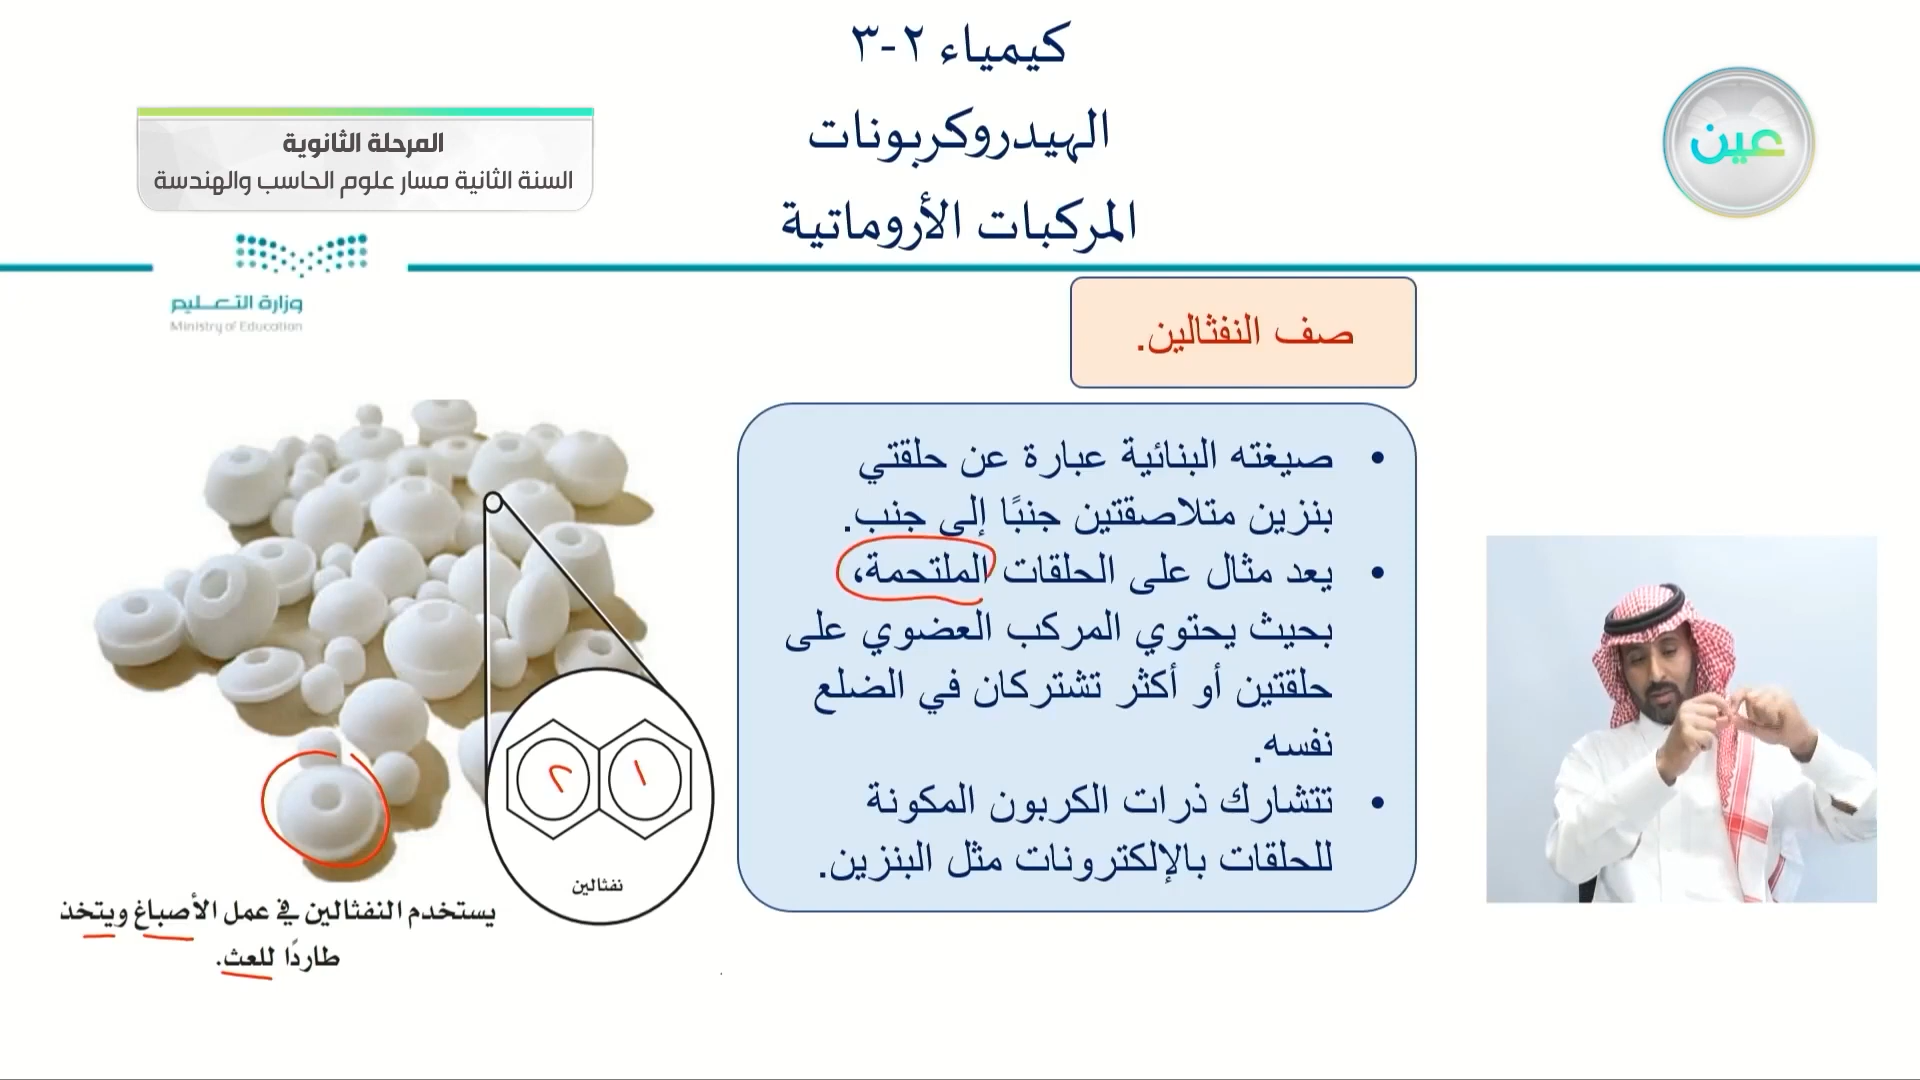 كيمياء ٢-٣
الهيدروكربونات
المركبات الأروماتية
عين
المرحلة الثانوية
السنة الثانية مسار علوم الحاسب والهندسة
وزارة التعـــليم
Ministry of Education
صف النفثالين.
• صيغته البنائية عبارة عن حلقتي
بنزين متلاصقتين جنبًا إلى جنب.
• يعد مثال على الحلقات الملتحمة،
بحيث يحتوي المركب العضوي على
حلقتين أو أكثر تشتركان في الضلع
نفسه.
• تتشارك ذرات الكربون المكونة
للحلقات بالإلكترونات مثل البنزين.
١
٢
نفثالين
يستخدم النفثالين في عمل الأصباغ ويتخذ
طاردًا للعث.